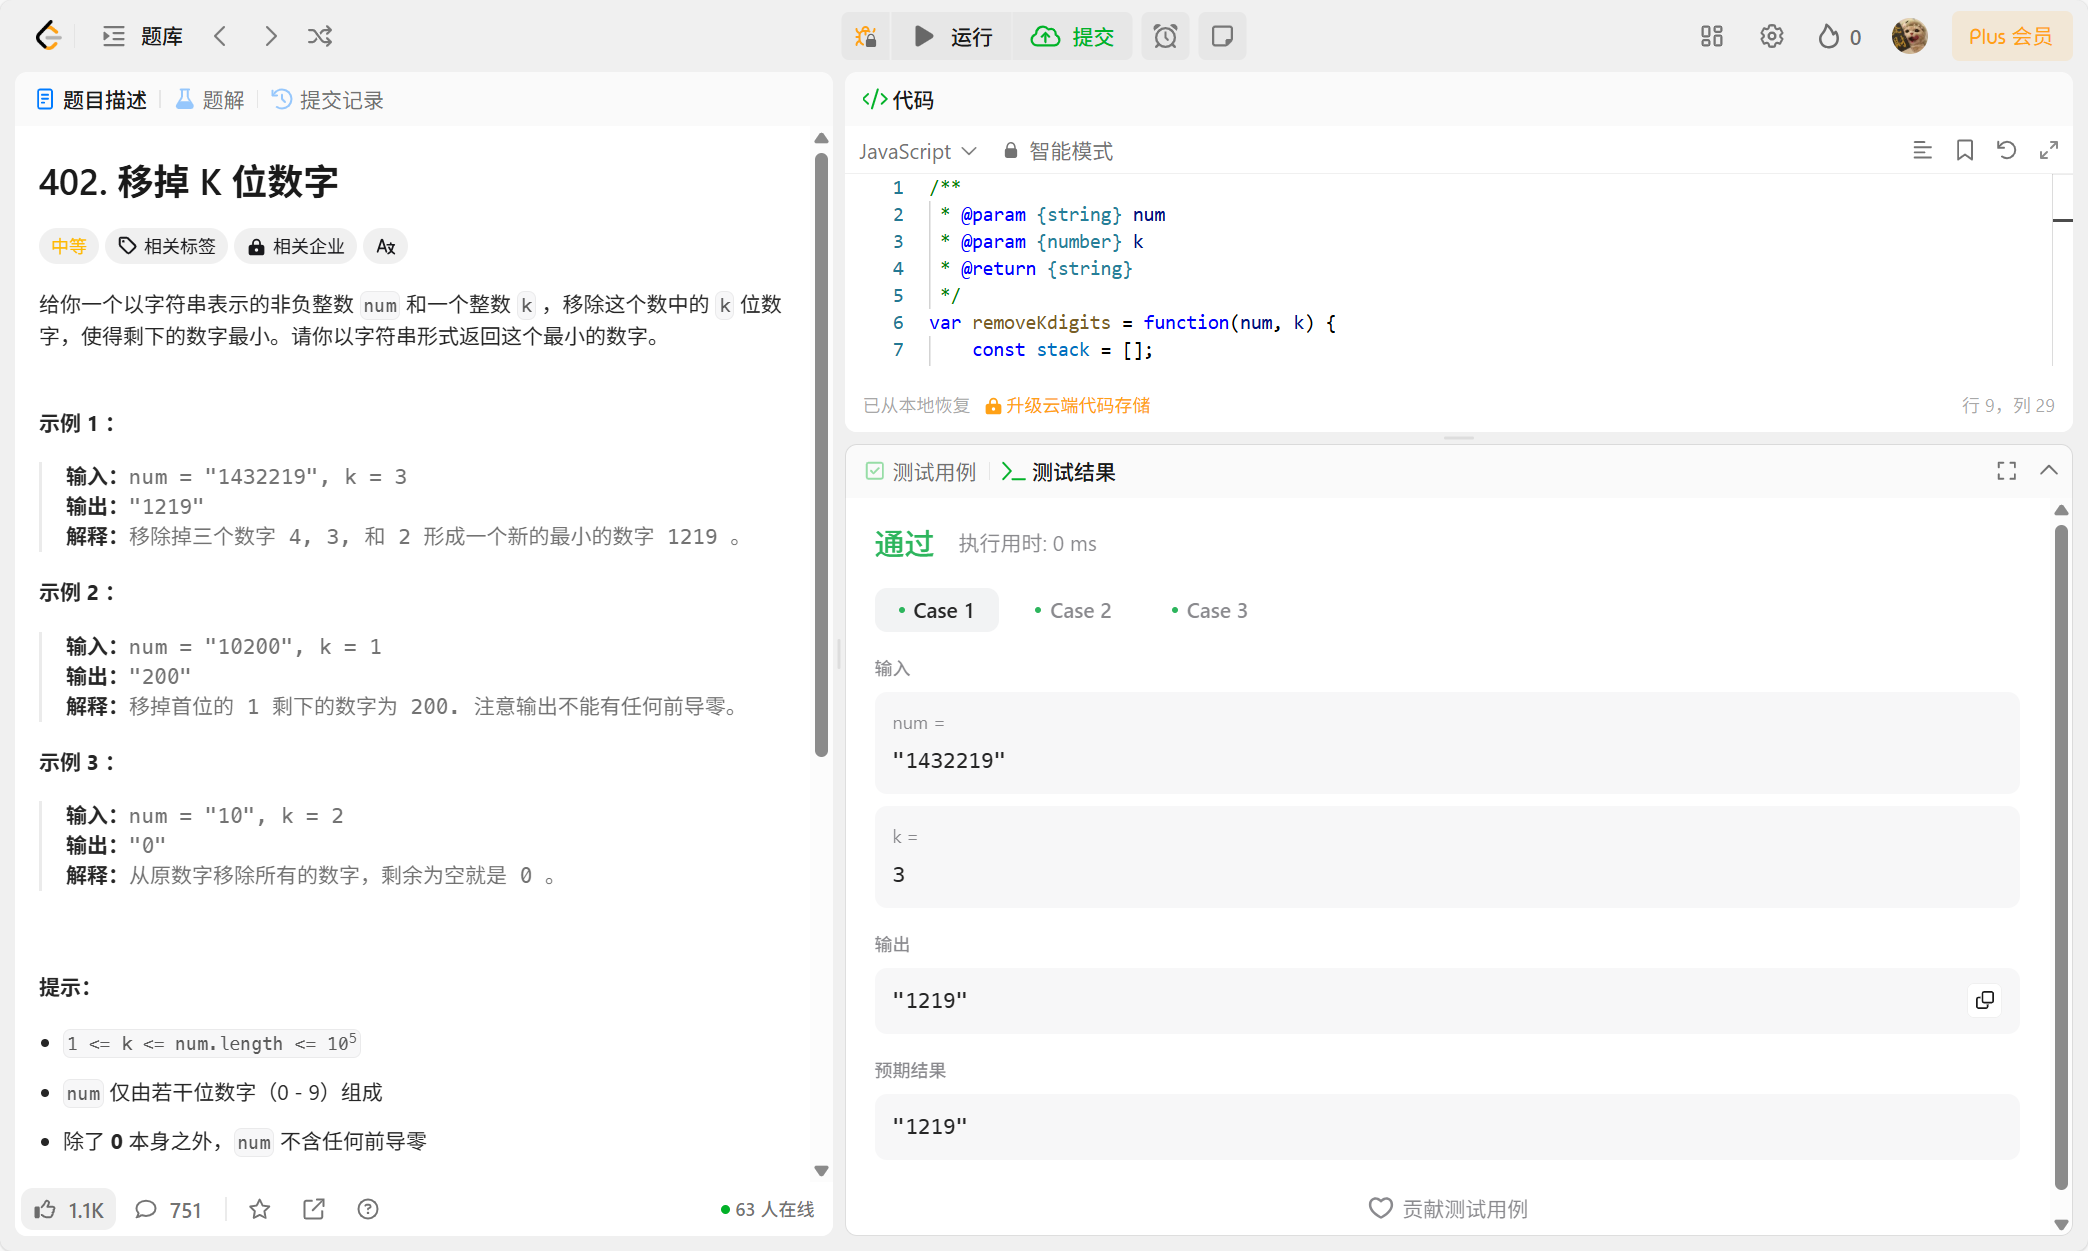 题库
运行
提交
0
Plus 会员
题目描述
题解
提交记录
402. 移掉 K 位数字
中等
相关标签
相关企业
给你一个以字符串表示的非负整数 num 和一个整数 k ，移除这个数中的 k 位数
字，使得剩下的数字最小。请你以字符串形式返回这个最小的数字。
示例 1 ：
输入：num = "1432219", k = 3
输出："1219"
解释：移除掉三个数字 4, 3, 和 2 形成一个新的最小的数字 1219 。
示例 2 ：
输入：num = "10200", k = 1
输出："200"
解释：移掉首位的 1 剩下的数字为 200. 注意输出不能有任何前导零。
示例 3 ：
输入：num = "10", k = 2
输出："0"
解释：从原数字移除所有的数字，剩余为空就是 0 。
提示：
1 <= k <= num.length <= 10⁵
num 仅由若干位数字（0 - 9）组成
除了 0 本身之外，num 不含任何前导零
1.1K
751
63 人在线
</>代码
JavaScript
智能模式
1 /**
2  * @param {string} num
3  * @param {number} k
4  * @return {string}
5  */
6 var removeKdigits = function(num, k) {
7     const stack = [];
已从本地恢复
升级云端代码存储
行 9，列 29
测试用例
测试结果
通过
执行用时: 0 ms
Case 1
Case 2
Case 3
输入
num =
"1432219"
k =
3
输出
"1219"
预期结果
"1219"
贡献测试用例